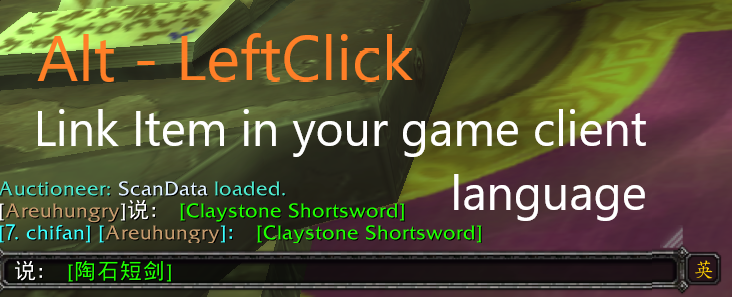 Alt - LeftClick
Link Item in your game client
language
Auctioneer: ScanData loaded.
[Areuhungry]说： [Claystone Shortsword]
[7. chifan] [Areuhungry]： [Claystone Shortsword]
说： [陶石短剑]
英